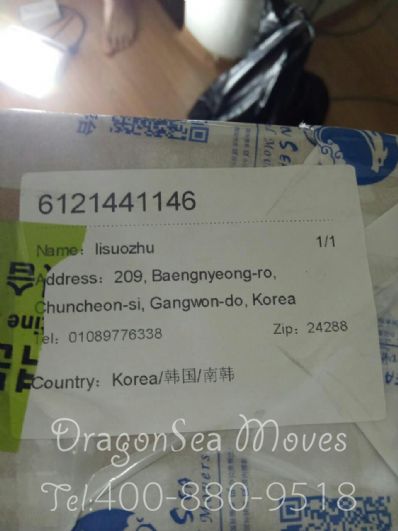 台
6121441146
Name: lisuozhu
1/1
Address: 209, Baengnyeong-ro,
Chuncheon-si, Gangwon-do, Korea
Tel: 01089776338
Zip: 24288
Country: Korea/韩国/南韩
DragonSea Moves
Tel:400-880-9518